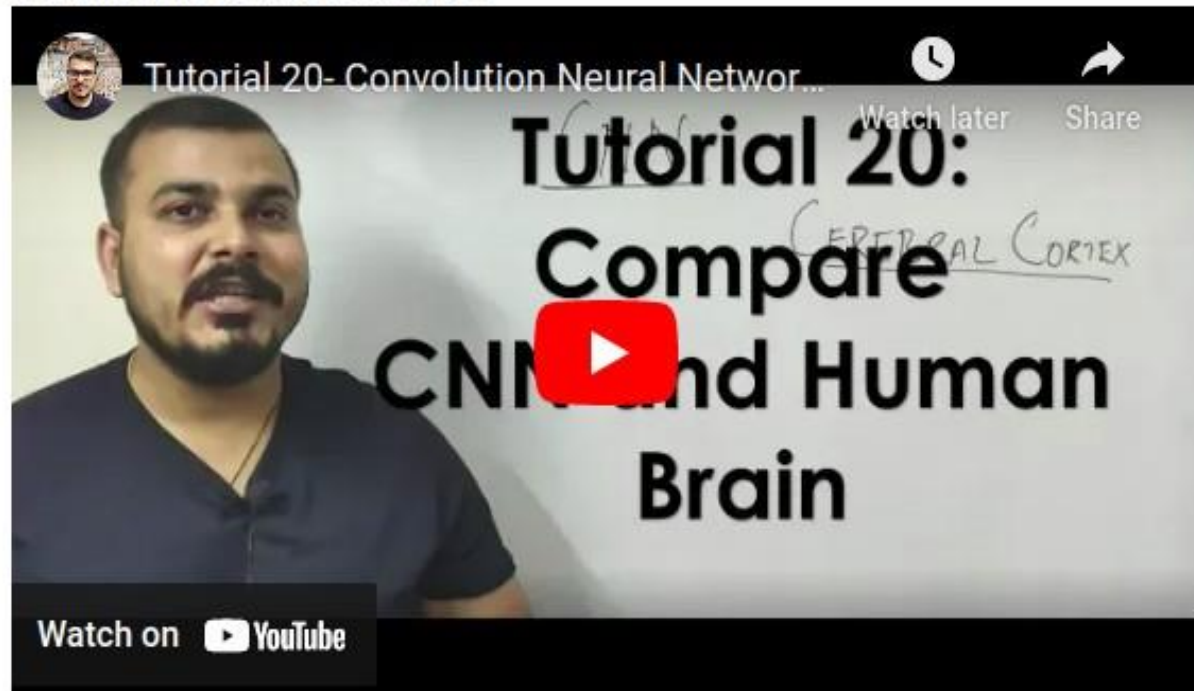 Tutorial 20- Convolution Neural Networ...
Watch later
Share
CNN
Tutorial 20:
CEREBRAL CORTEX
Compare
CNN and Human
Brain
Watch on YouTube